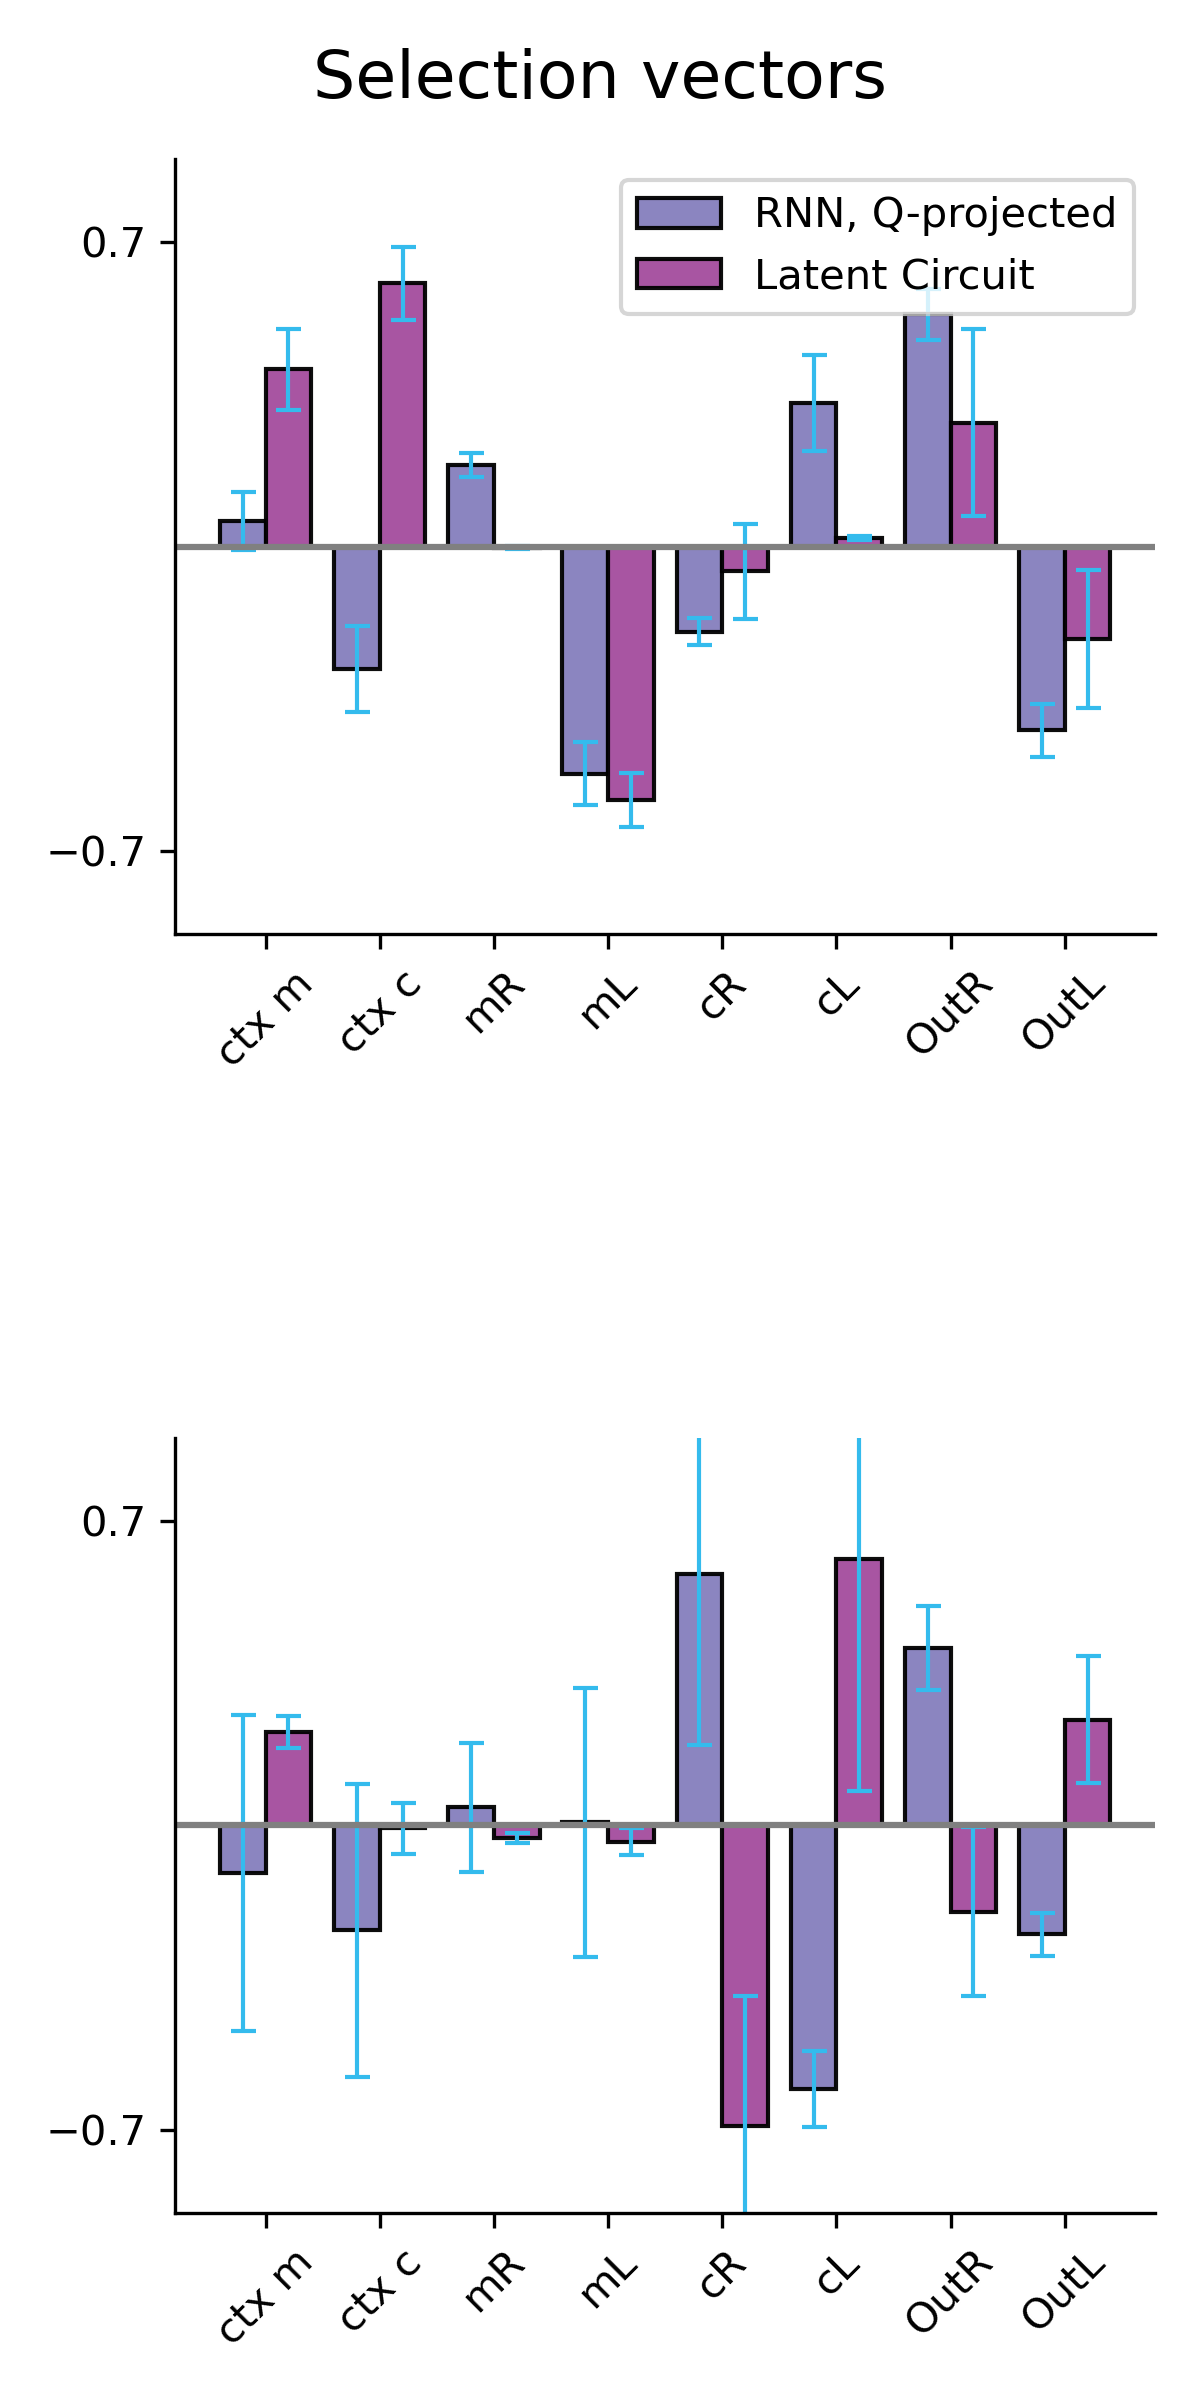 Selection vectors
RNN, Q-projected
Latent Circuit
0.7
−0.7
ctx m
ctx c
mR
mL
cR
cL
OutR
OutL
0.7
−0.7
ctx m
ctx c
mR
mL
cR
cL
OutR
OutL